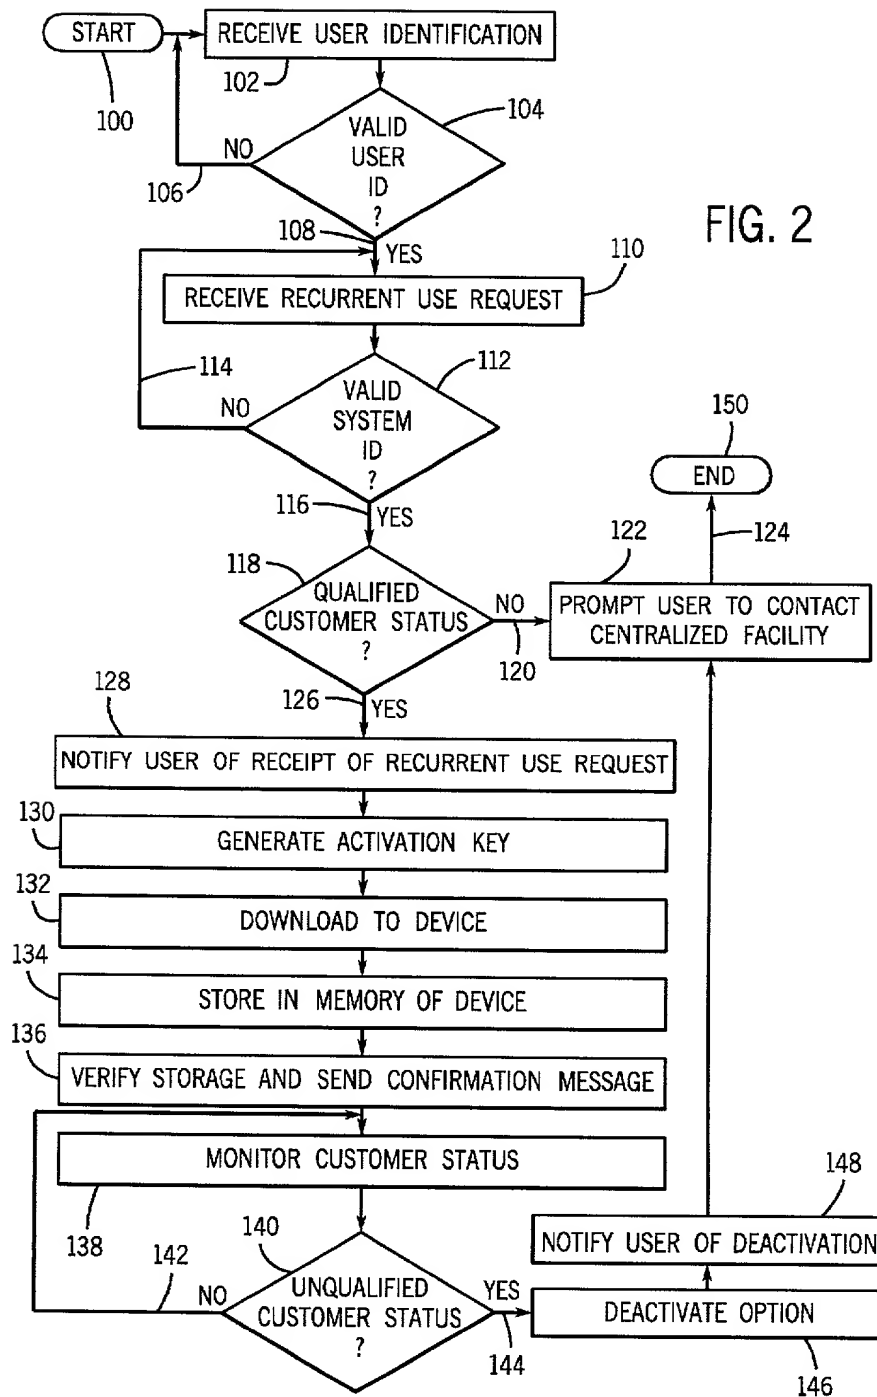 START
RECEIVE USER IDENTIFICATION
100
102
104
VALID
USER
ID
?
NO
106
108
YES
FIG. 2
110
RECEIVE RECURRENT USE REQUEST
114
112
VALID
SYSTEM
ID
?
NO
150
END
116
YES
124
122
118
QUALIFIED
CUSTOMER STATUS
?
NO
120
PROMPT USER TO CONTACT
CENTRALIZED FACILITY
126
YES
128
NOTIFY USER OF RECEIPT OF RECURRENT USE REQUEST
130
GENERATE ACTIVATION KEY
132
DOWNLOAD TO DEVICE
134
STORE IN MEMORY OF DEVICE
136
VERIFY STORAGE AND SEND CONFIRMATION MESSAGE
MONITOR CUSTOMER STATUS
138
148
NOTIFY USER OF DEACTIVATION
140
142
NO
UNQUALIFIED
CUSTOMER STATUS
?
YES
144
DEACTIVATE OPTION
146